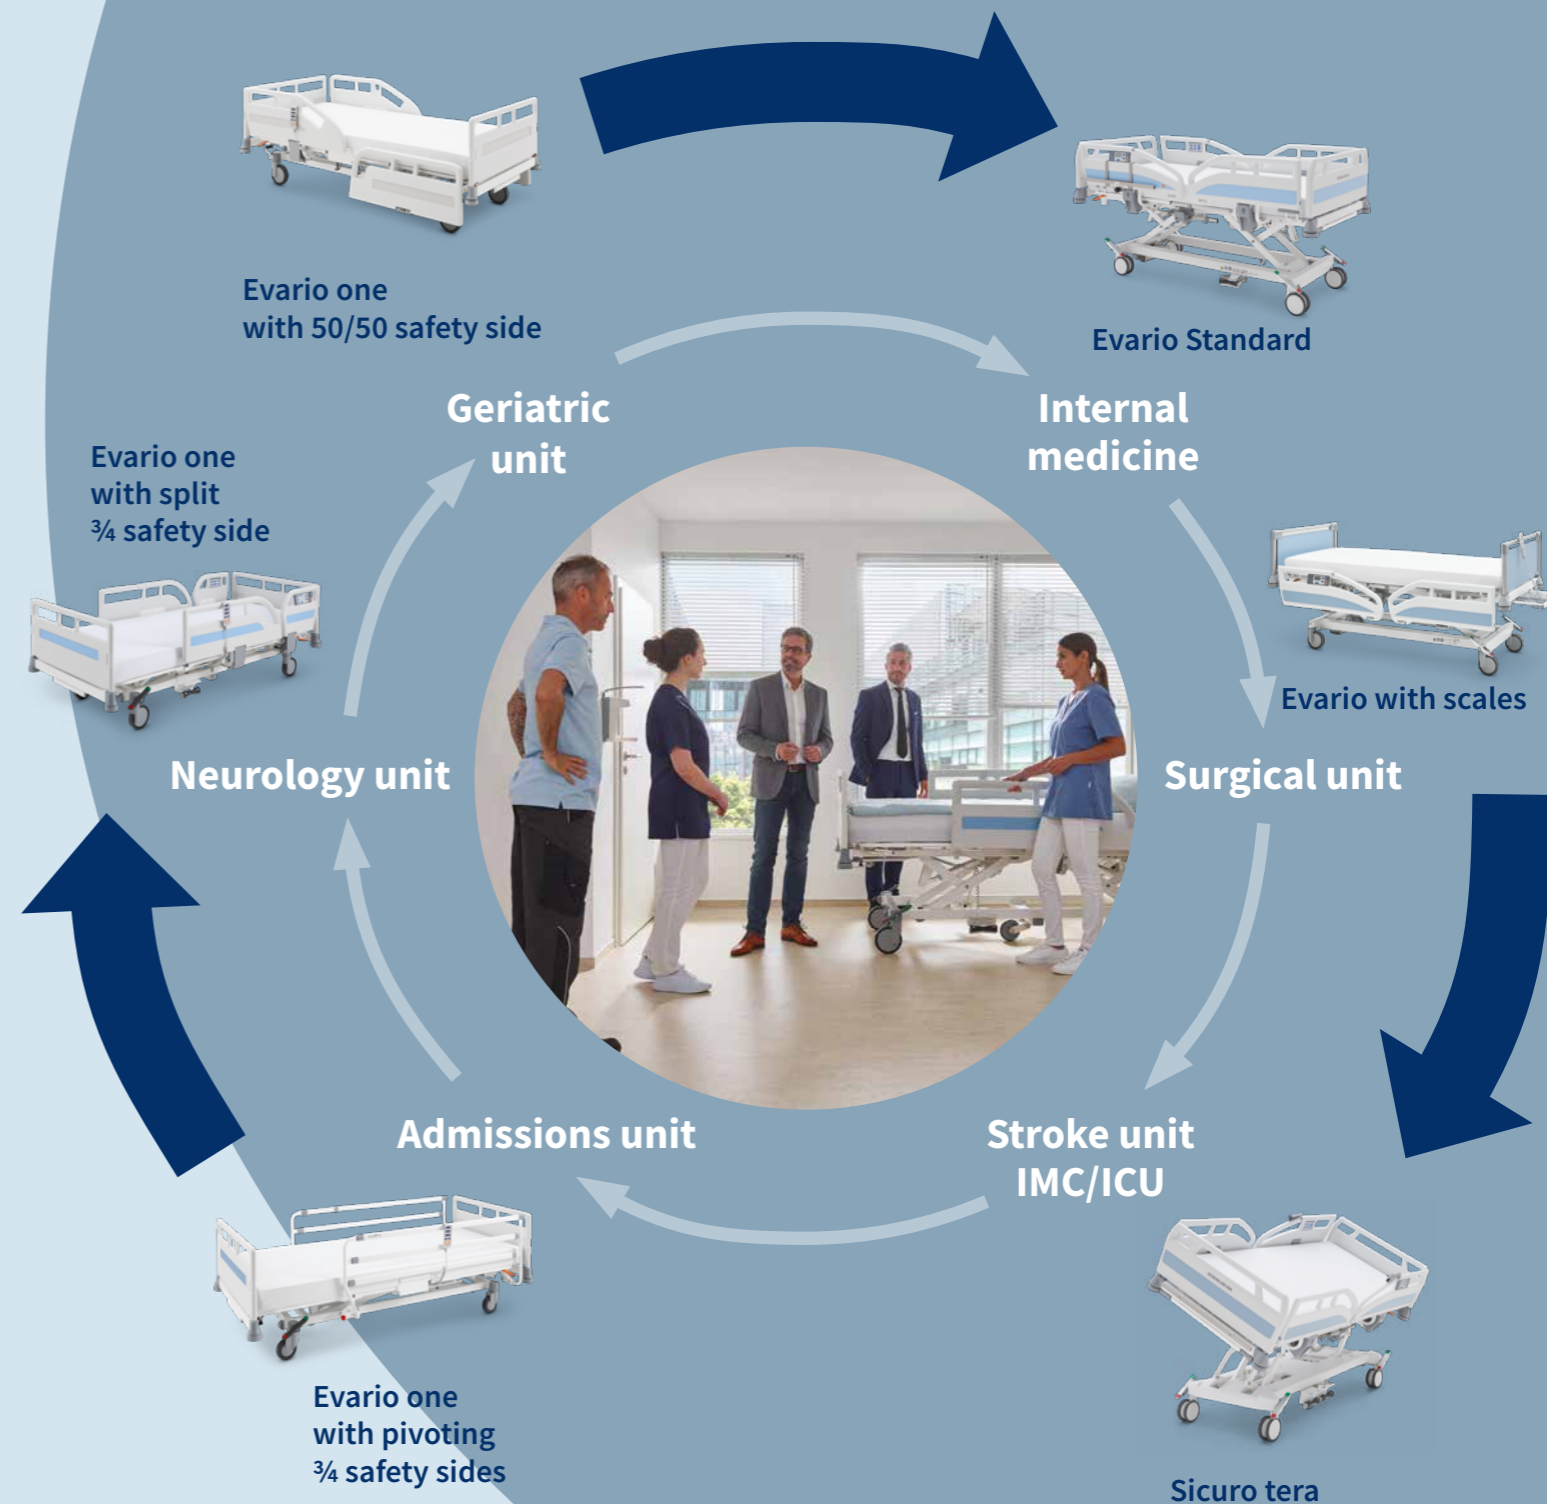 Evario one
with 50/50 safety side
Evario Standard
Geriatric
unit
Internal
medicine
Evario one
with split
¾ safety side
Evario with scales
Neurology unit
Surgical unit
Admissions unit
Stroke unit
IMC/ICU
Evario one
with pivoting
¾ safety sides
Sicuro tera